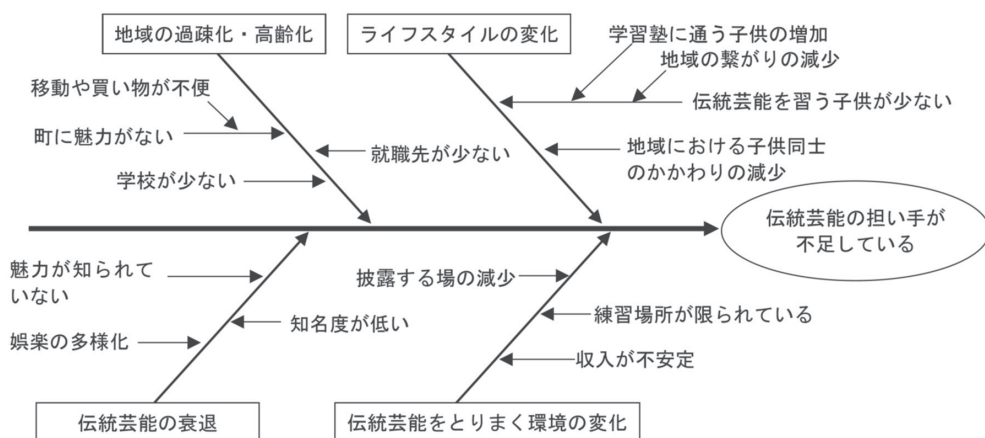 地域の過疎化・高齢化
ライフスタイルの変化
学習塾に通う子供の増加
地域の繋がりの減少
移動や買い物が不便
伝統芸能を習う子供が少ない
町に魅力がない
就職先が少ない
地域における子供同士
のかかわりの減少
学校が少ない
伝統芸能の担い手が
不足している
魅力が知られて
いない
披露する場の減少
知名度が低い
練習場所が限られている
娯楽の多様化
収入が不安定
伝統芸能の衰退
伝統芸能をとりまく環境の変化